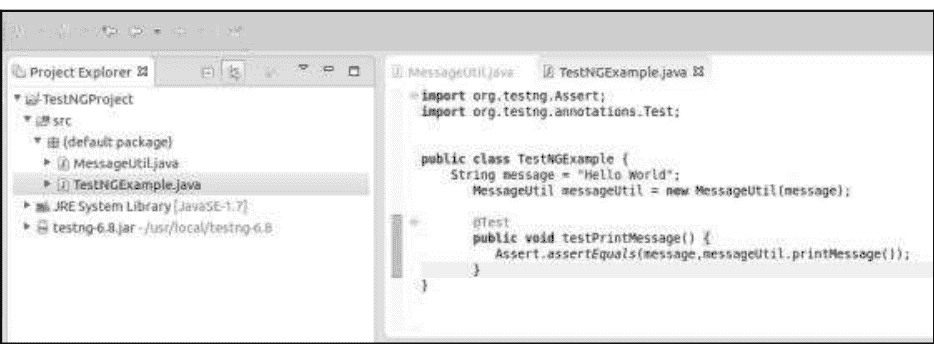 Project Explorer
TestNGProject
src
(default package)
MessageUtil.java
TestNGExample.java
JRE System Library [JavaSE-1.7]
testng-6.8.jar - /usr/local/testng-6.8
MessageUtil.java
TestNGExample.java
import org.testng.Assert;
import org.testng.annotations.Test;
public class TestNGExample {
String message = "Hello World";
MessageUtil messageUtil = new MessageUtil(message);
@Test
public void testPrintMessage() {
Assert.assertEquals(message,messageUtil.printMessage());
}
}